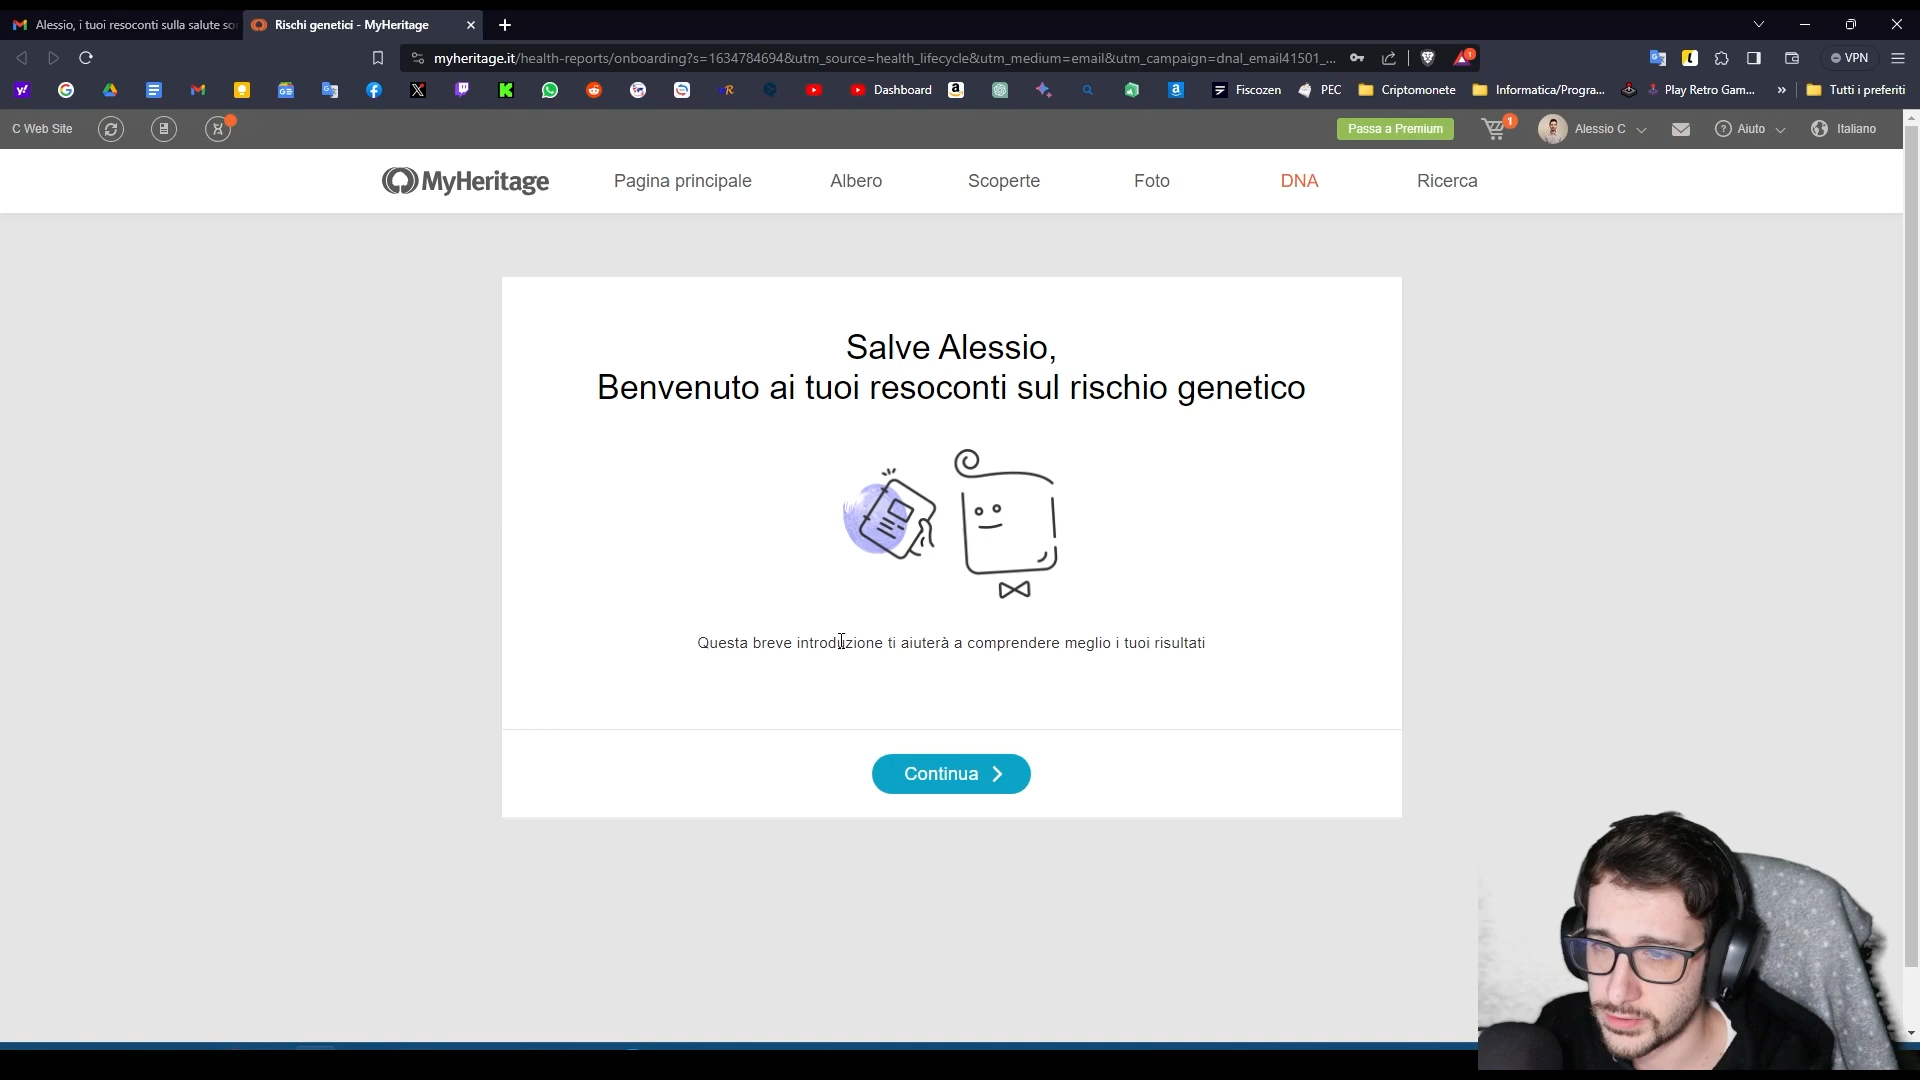 Alessio, i tuoi resoconti sulla salute so
Rischi genetici - MyHeritage
myheritage.it/health-reports/onboarding?s=1634784694&utm_source=health_lifecycle&utm_medium=email&utm_campaign=dnal_email41501_...
1
VPN
Dashboard
Fiscozen
PEC
Criptomonete
Informatica/Progra...
Play Retro Gam...
»
Tutti i preferiti
C Web Site
Passa a Premium
1
Alessio C
Aiuto
Italiano
MyHeritage
Pagina principale
Albero
Scoperte
Foto
DNA
Ricerca
Salve Alessio,
Benvenuto ai tuoi resoconti sul rischio genetico
Questa breve introduzione ti aiuterà a comprendere meglio i tuoi risultati
Continua